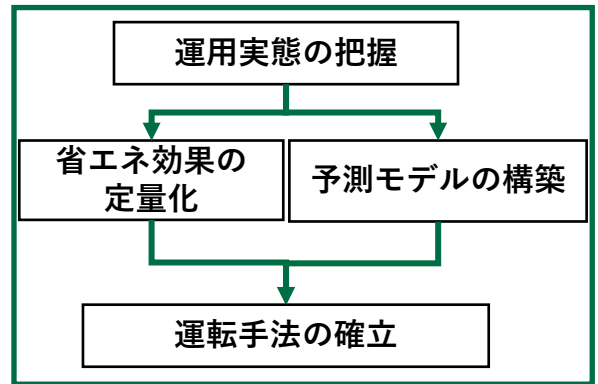 運用実態の把握
省エネ効果の
定量化
予測モデルの構築
運転手法の確立